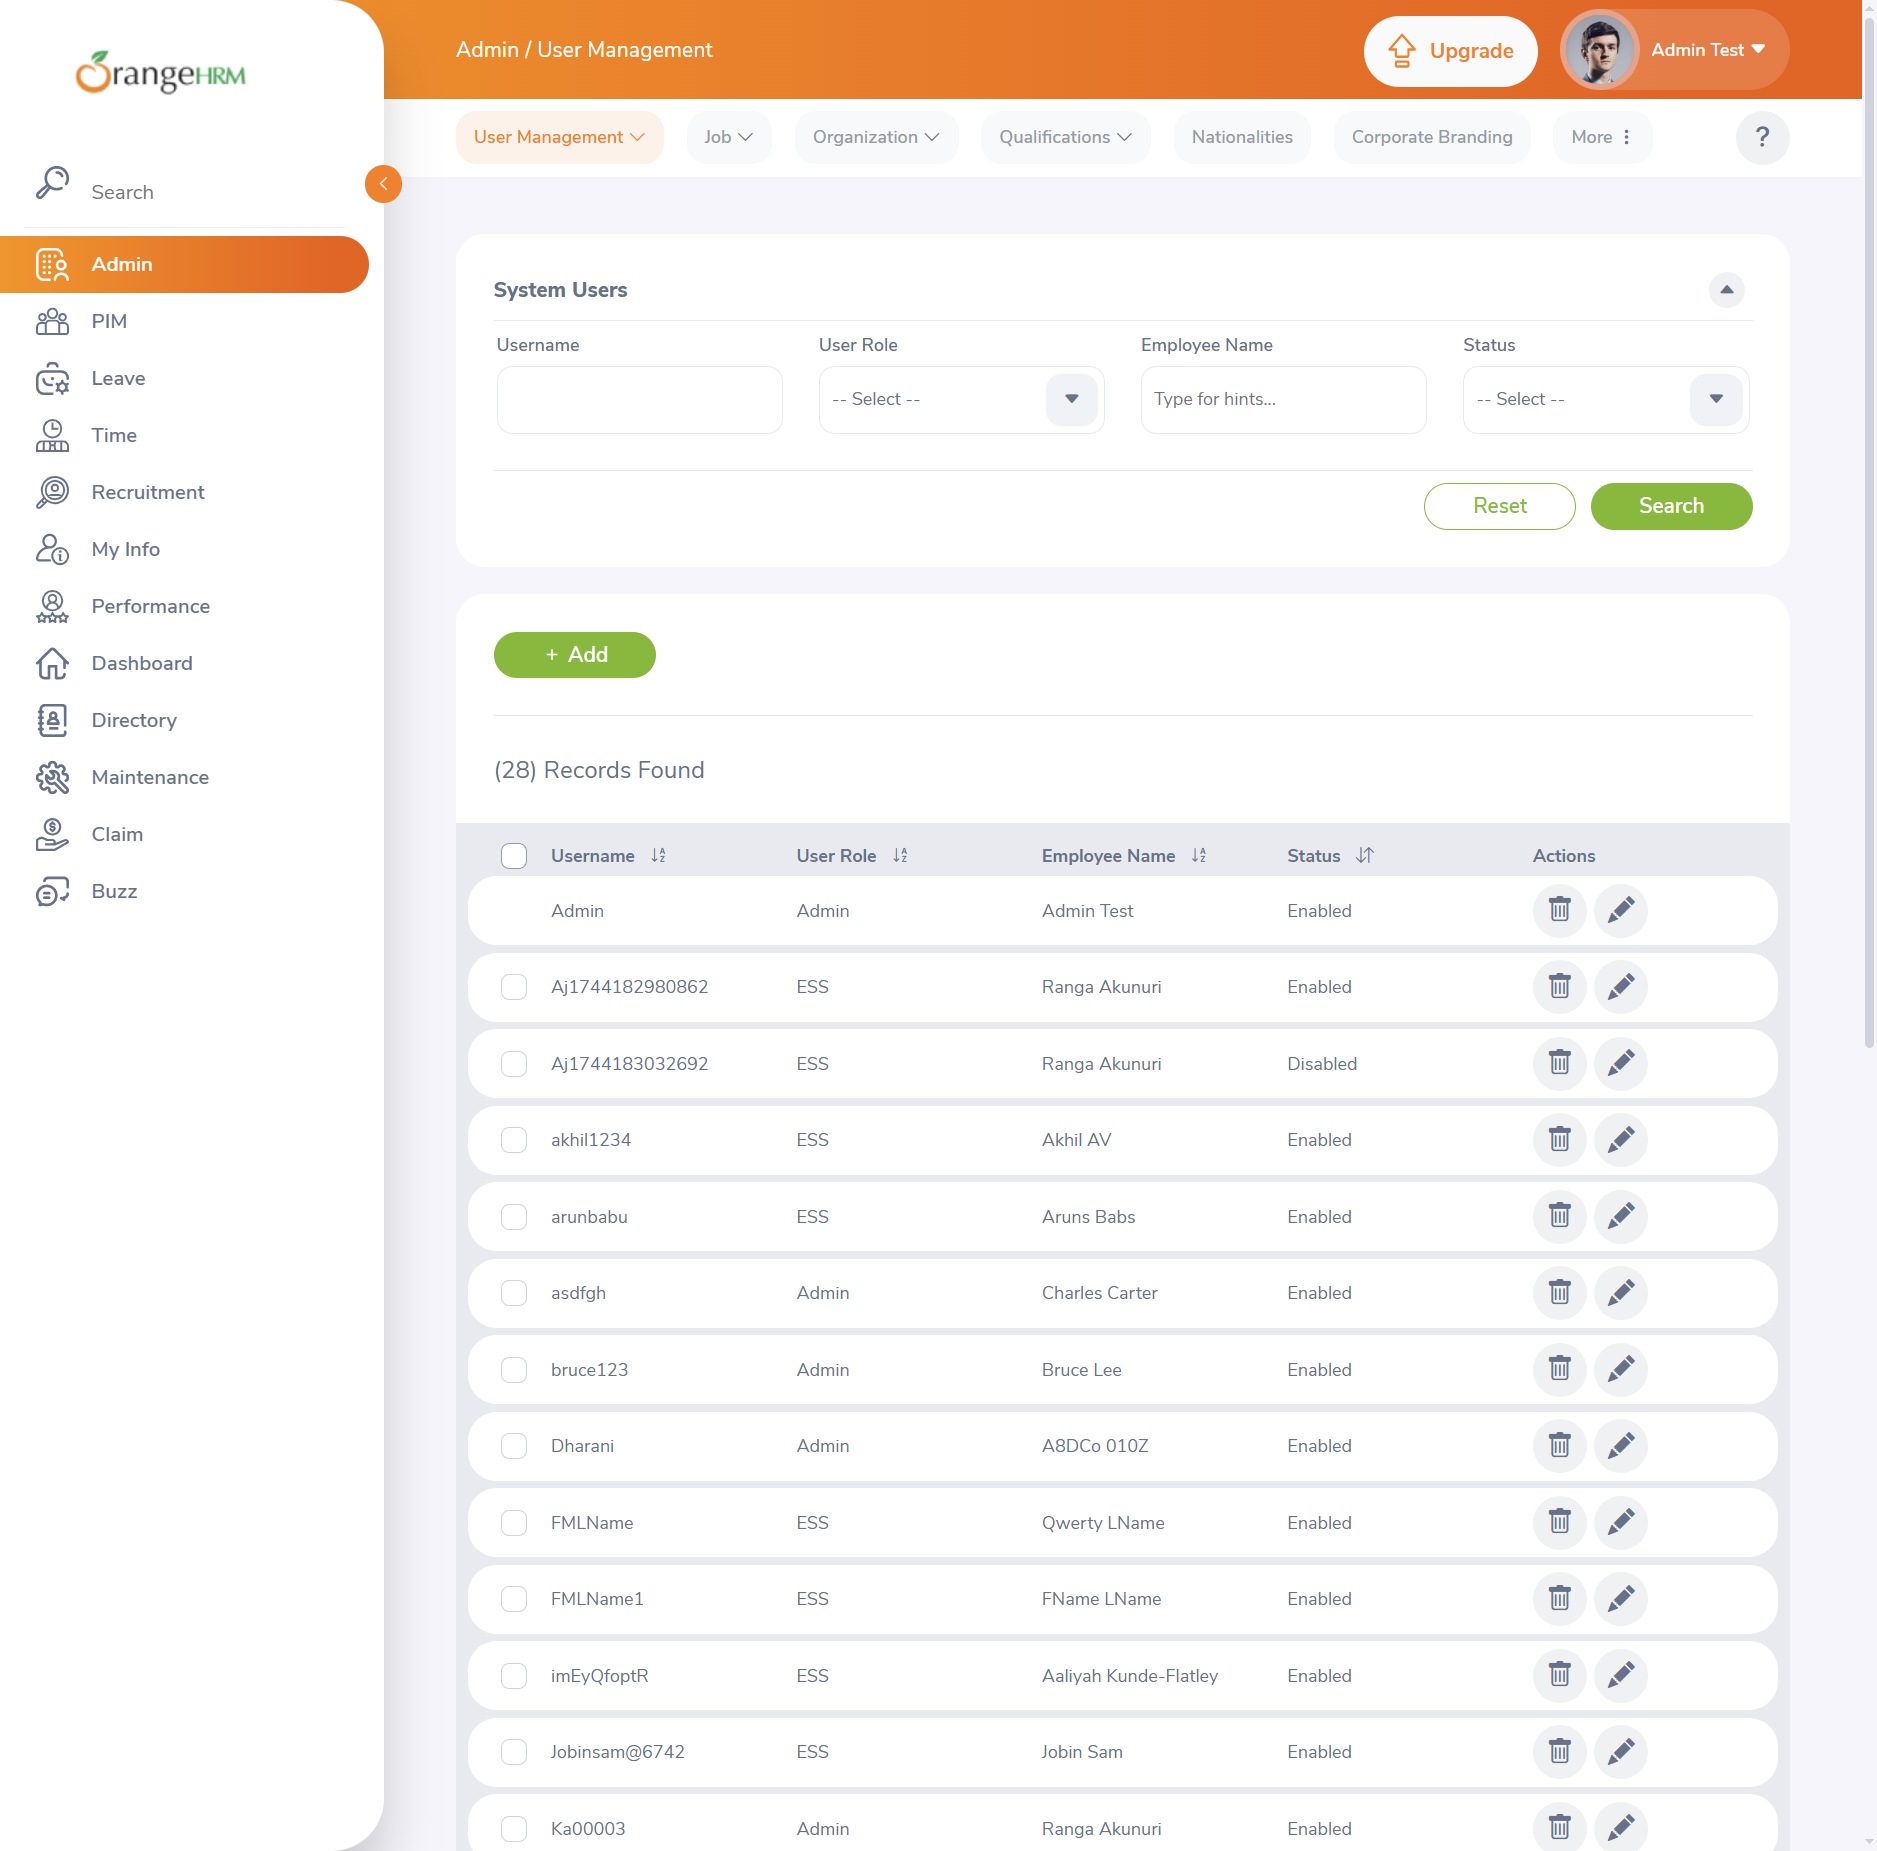 OrangeHRM
Admin / User Management
Upgrade
Admin Test
User Management
Job
Organization
Qualifications
Nationalities
Corporate Branding
More
?
Search
Admin
PIM
Leave
Time
Recruitment
My Info
Performance
Dashboard
Directory
Maintenance
Claim
Buzz
System Users
Username User Role Employee Name Status
-- Select -- Type for hints... -- Select --
Reset Search
+ Add
(28) Records Found
Username User Role Employee Name Status Actions
Admin Admin Admin Test Enabled
Aj1744182980862 ESS Ranga Akunuri Enabled
Aj1744183032692 ESS Ranga Akunuri Disabled
akhil1234 ESS Akhil AV Enabled
arunbabu ESS Aruns Babs Enabled
asdfgh Admin Charles Carter Enabled
bruce123 Admin Bruce Lee Enabled
Dharani Admin A8DCo 010Z Enabled
FMLName ESS Qwerty LName Enabled
FMLName1 ESS FName LName Enabled
imEyQfoptR ESS Aaliyah Kunde-Flatley Enabled
Jobinsam@6742 ESS Jobin Sam Enabled
Ka00003 Admin Ranga Akunuri Enabled